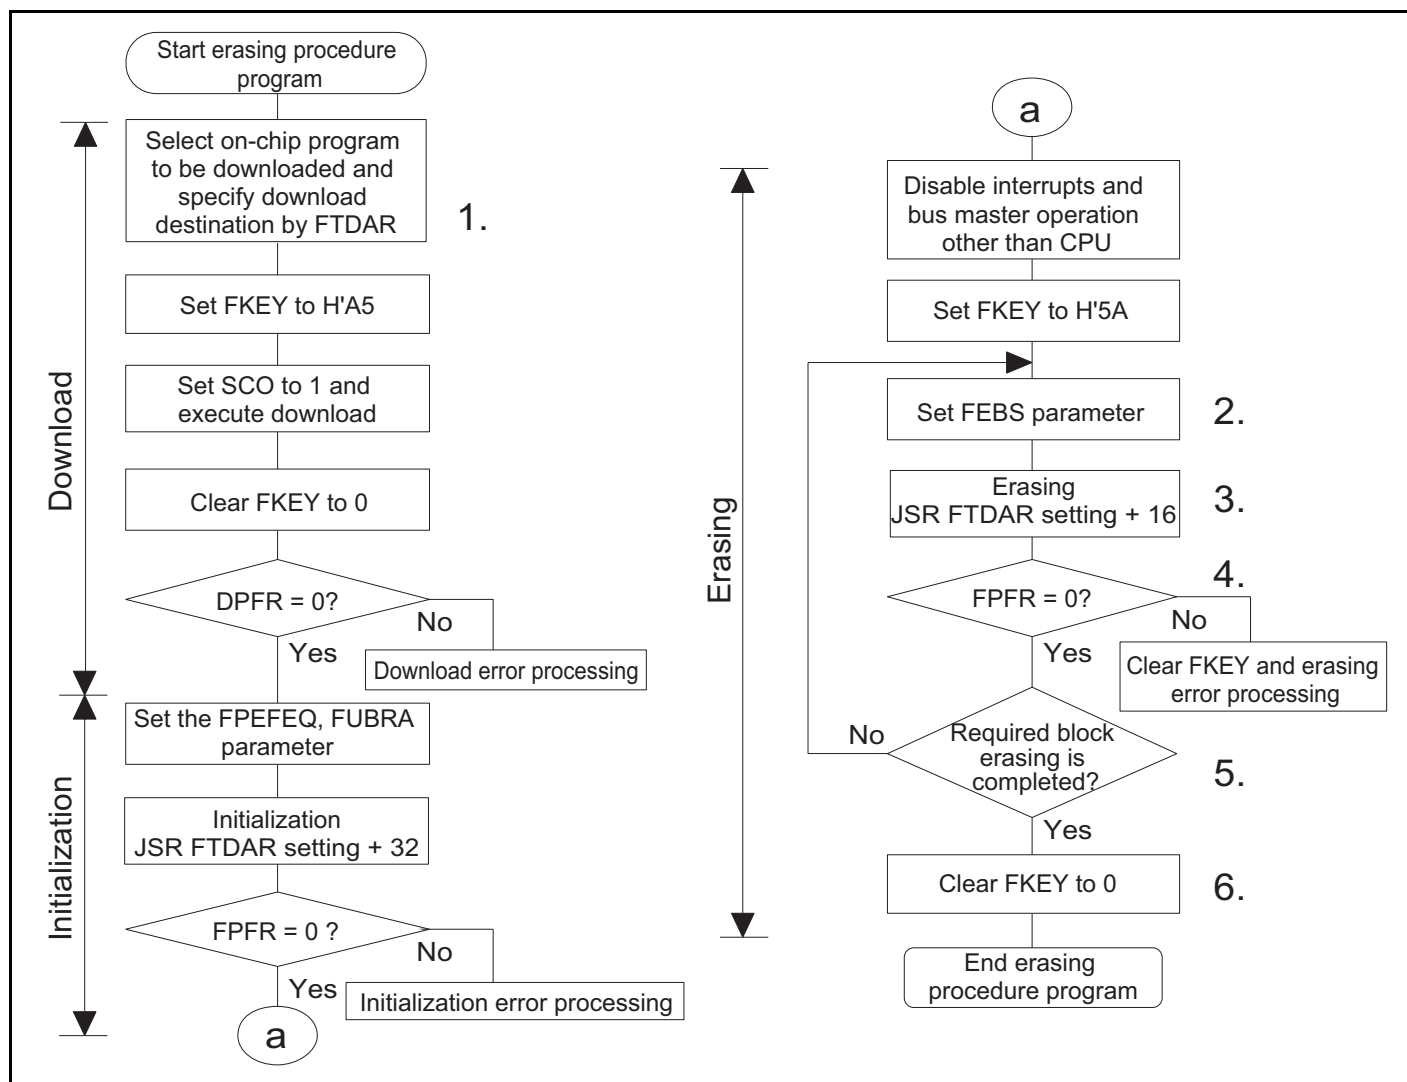 Start erasing procedure
program
Select on-chip program
to be downloaded and
specify download
destination by FTDAR
1.
Set FKEY to H'A5
Set SCO to 1 and
execute download
Clear FKEY to 0
DPFR = 0?
No
Yes
Download error processing
Download
Set the FPEFEQ, FUBRA
parameter
Initialization
JSR FTDAR setting + 32
FPFR = 0 ?
No
Yes
Initialization error processing
Initialization
a
a
Disable interrupts and
bus master operation
other than CPU
Set FKEY to H'5A
Set FEBS parameter
2.
Erasing
JSR FTDAR setting + 16
3.
4.
FPFR = 0?
No
Yes
Clear FKEY and erasing
error processing
Required block
erasing is
completed?
No
5.
Yes
Clear FKEY to 0
6.
Erasing
End erasing
procedure program